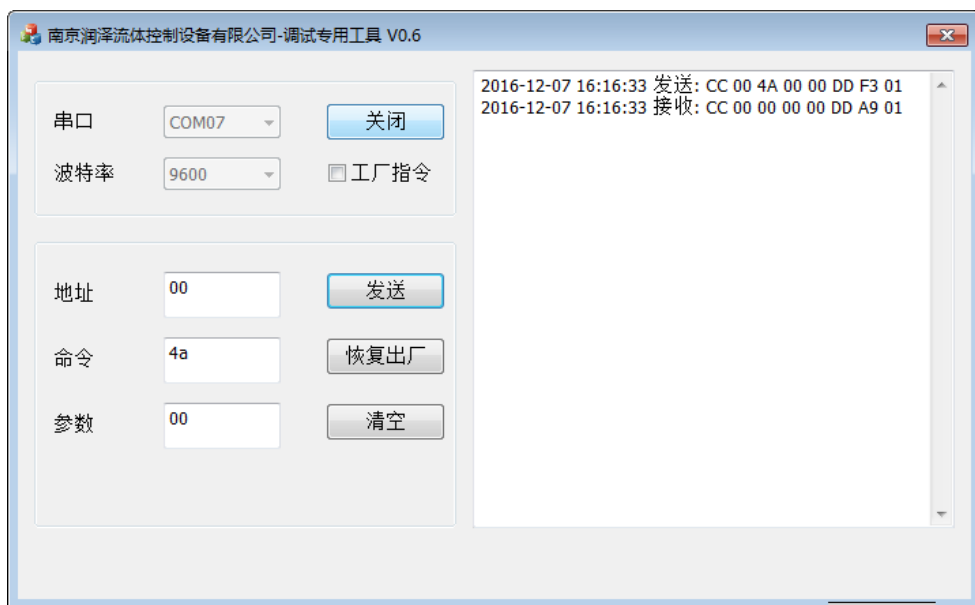 南京润泽流体控制设备有限公司-调试专用工具 V0.6
串口
COM07
关闭
波特率
9600
工厂指令
地址
00
发送
命令
4a
恢复出厂
参数
00
清空
2016-12-07 16:16:33 发送: CC 00 4A 00 00 DD F3 01
2016-12-07 16:16:33 接收: CC 00 00 00 00 DD A9 01